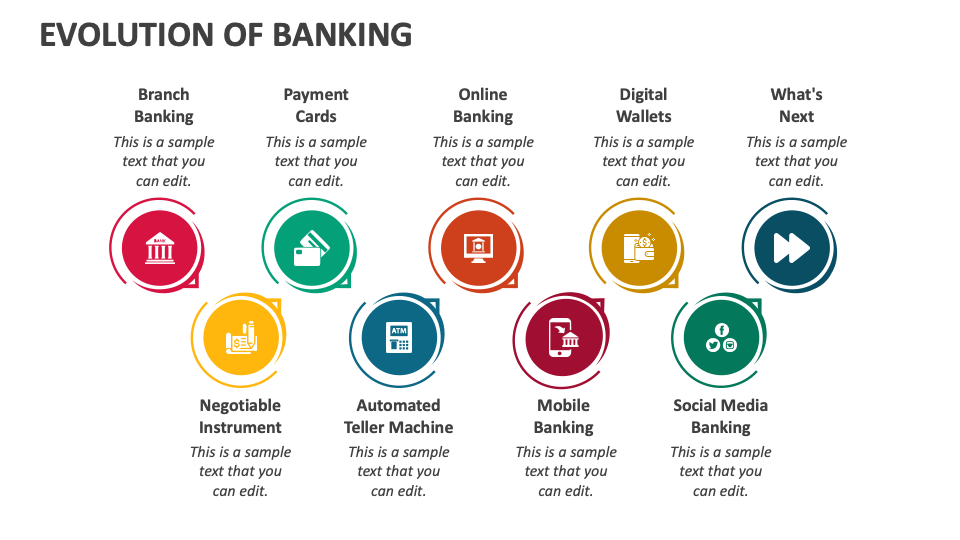 EVOLUTION OF BANKING
Branch
Banking
This is a sample
text that you
can edit.
Payment
Cards
This is a sample
text that you
can edit.
Online
Banking
This is a sample
text that you
can edit.
Digital
Wallets
This is a sample
text that you
can edit.
What's
Next
This is a sample
text that you
can edit.
BANK
$
ATM
f
Negotiable
Instrument
This is a sample
text that you
can edit.
Automated
Teller Machine
This is a sample
text that you
can edit.
Mobile
Banking
This is a sample
text that you
can edit.
Social Media
Banking
This is a sample
text that you
can edit.